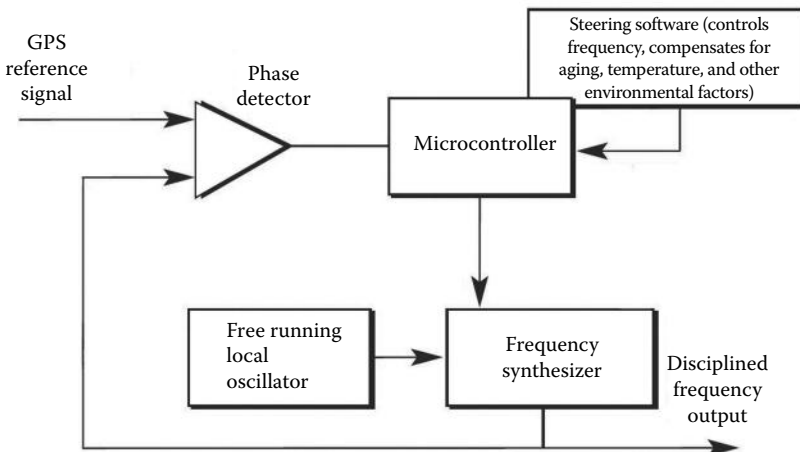 GPS
reference
signal
Phase
detector
Steering software (controls
frequency, compensates for
aging, temperature, and other
environmental factors)
Microcontroller
Free running
local
oscillator
Frequency
synthesizer
Disciplined
frequency
output